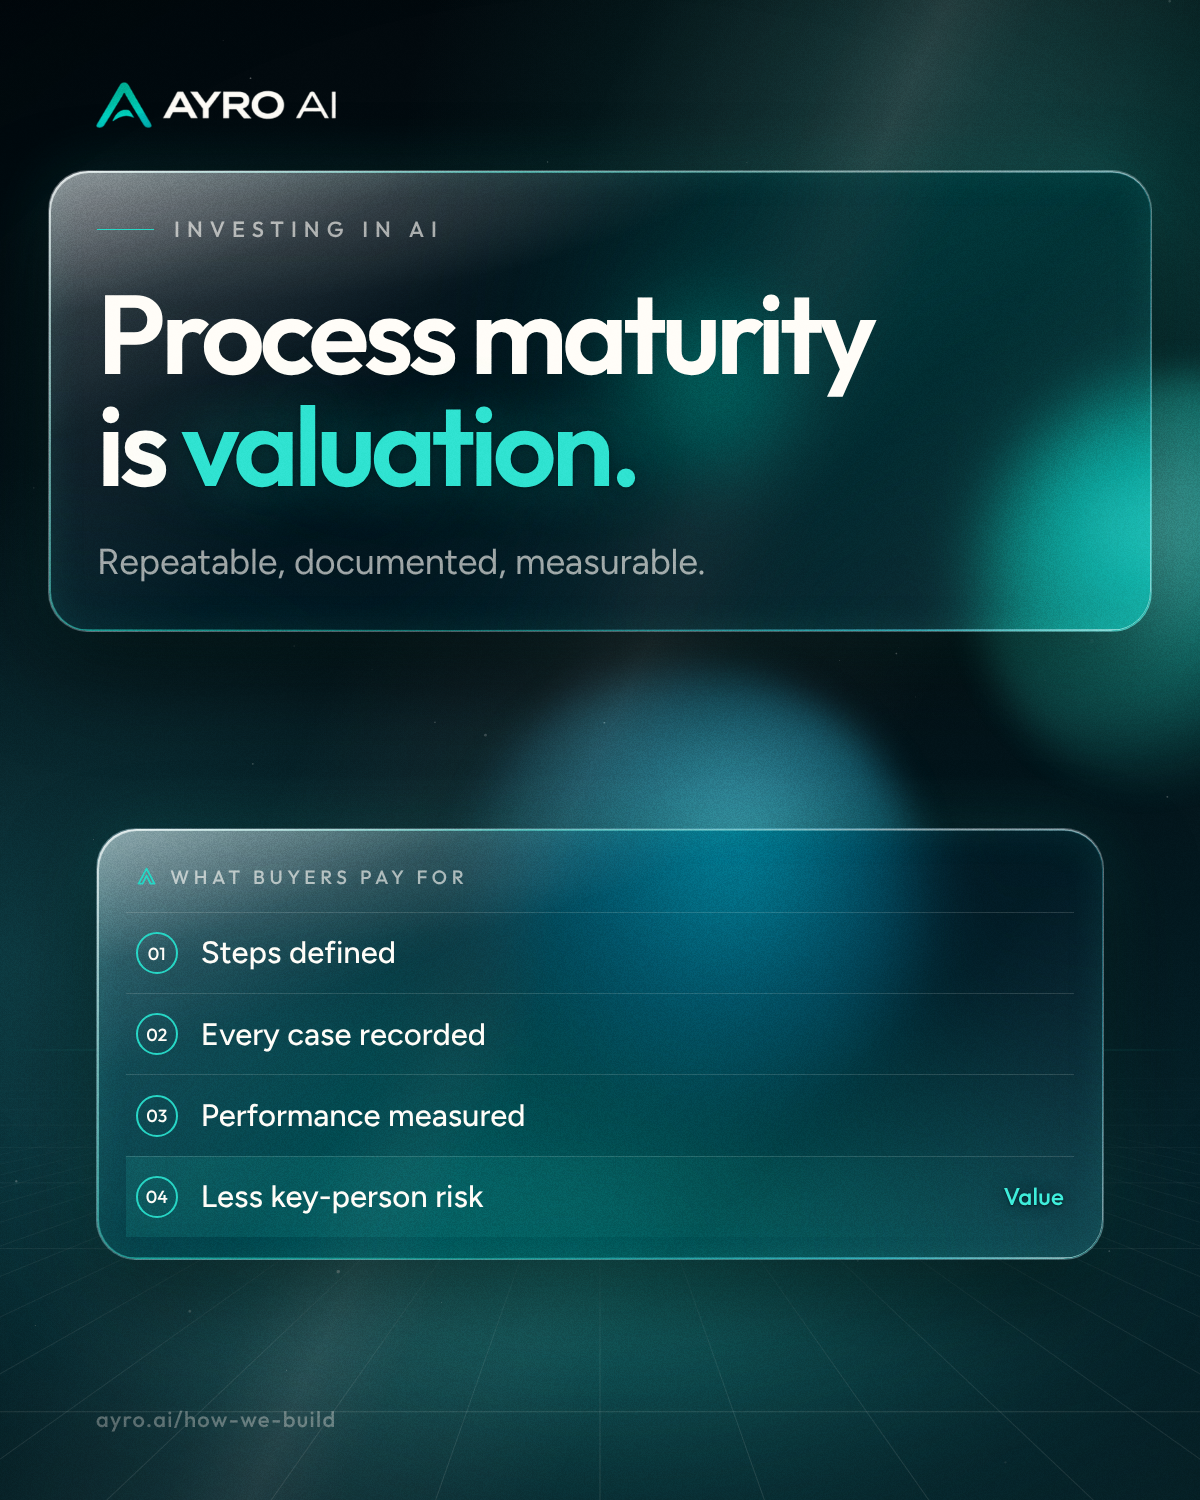 AYRO AI
INVESTING IN AI
Process maturity
is valuation.
Repeatable, documented, measurable.
WHAT BUYERS PAY FOR
01 Steps defined
02 Every case recorded
03 Performance measured
04 Less key-person risk Value
ayro.ai/how-we-build